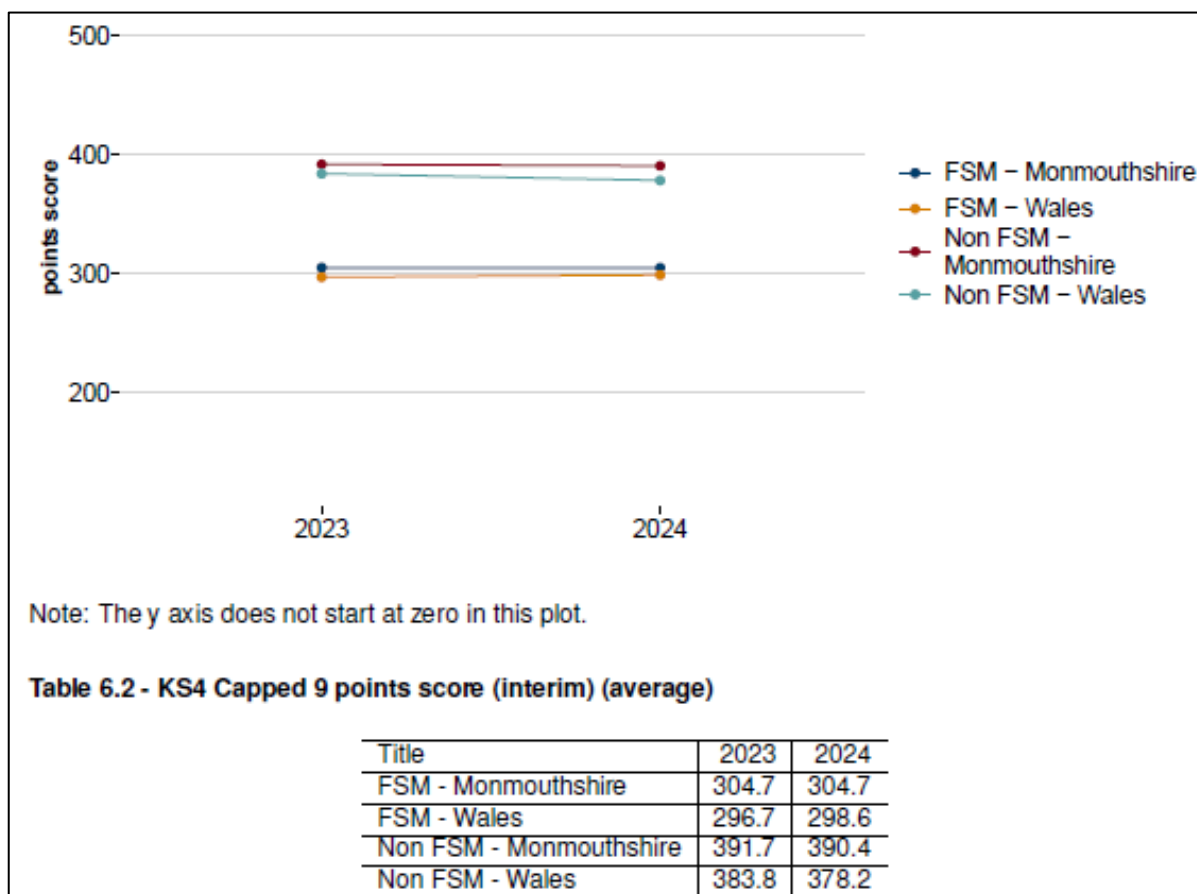 500
400
300
200
points score
2023 2024
FSM – Monmouthshire
FSM – Wales
Non FSM –
Monmouthshire
Non FSM – Wales
Note: The y axis does not start at zero in this plot.
Table 6.2 - KS4 Capped 9 points score (interim) (average)
Title 2023 2024
FSM - Monmouthshire 304.7 304.7
FSM - Wales 296.7 298.6
Non FSM - Monmouthshire 391.7 390.4
Non FSM - Wales 383.8 378.2